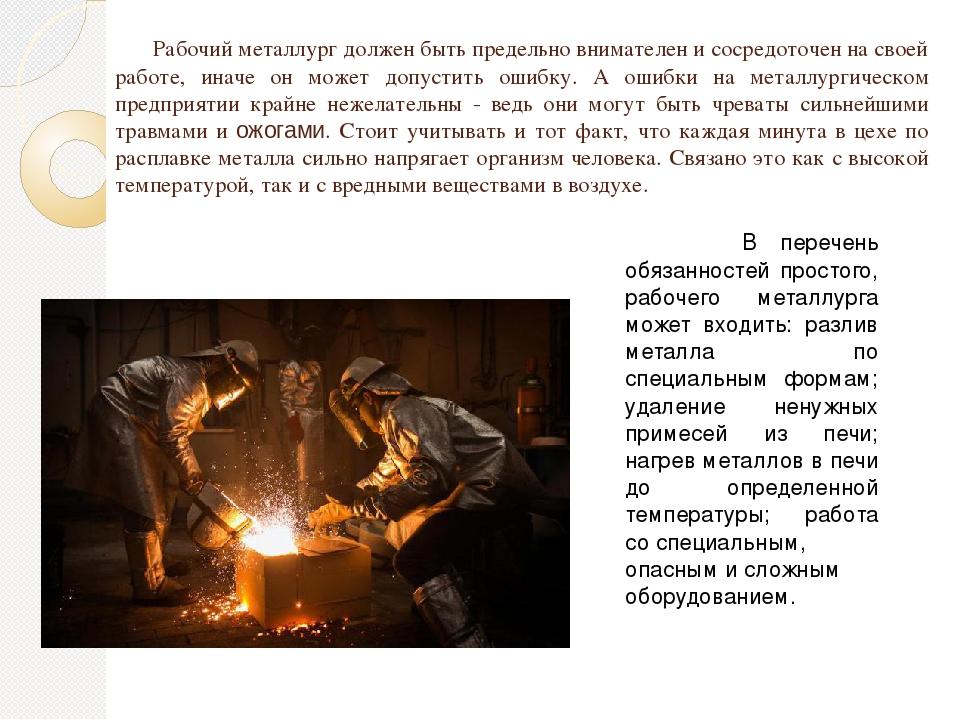 Рабочий металлург должен быть предельно внимателен и сосредоточен на своей
работе, иначе он может допустить ошибку. А ошибки на металлургическом
предприятии крайне нежелательны - ведь они могут быть чреваты сильнейшими
травмами и ожогами. Стоит учитывать и тот факт, что каждая минута в цехе по
расплавке металла сильно напрягает организм человека. Связано это как с высокой
температурой, так и с вредными веществами в воздухе.
В перечень
обязанностей простого,
рабочего металлурга
может входить: разлив
металла по
специальным формам;
удаление ненужных
примесей из печи;
нагрев металлов в печи
до определенной
температуры; работа
со специальным,
опасным и сложным
оборудованием.